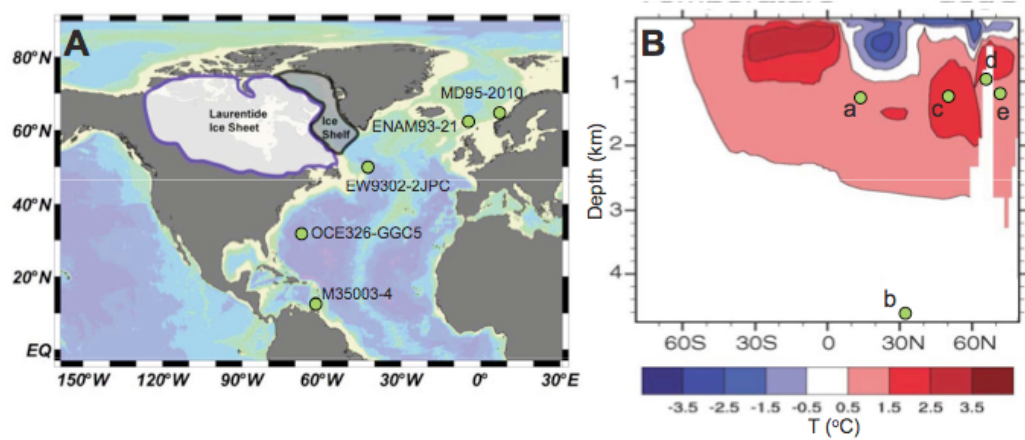 A
80°N
60°N
40°N
20°N
EQ
150°W
120°W
90°W
60°W
30°W
0°
30°E
Laurentide
Ice Sheet
Ice
Shelf
MD95-2010
ENAM93-21
EW9302-2JPC
OCE326-GGC5
M35003-4
B
Depth (km)
1
2
3
4
a
b
c
d
e
60S
30S
0
30N
60N
-3.5
-2.5
-1.5
-0.5
0.5
1.5
2.5
3.5
T (°C)